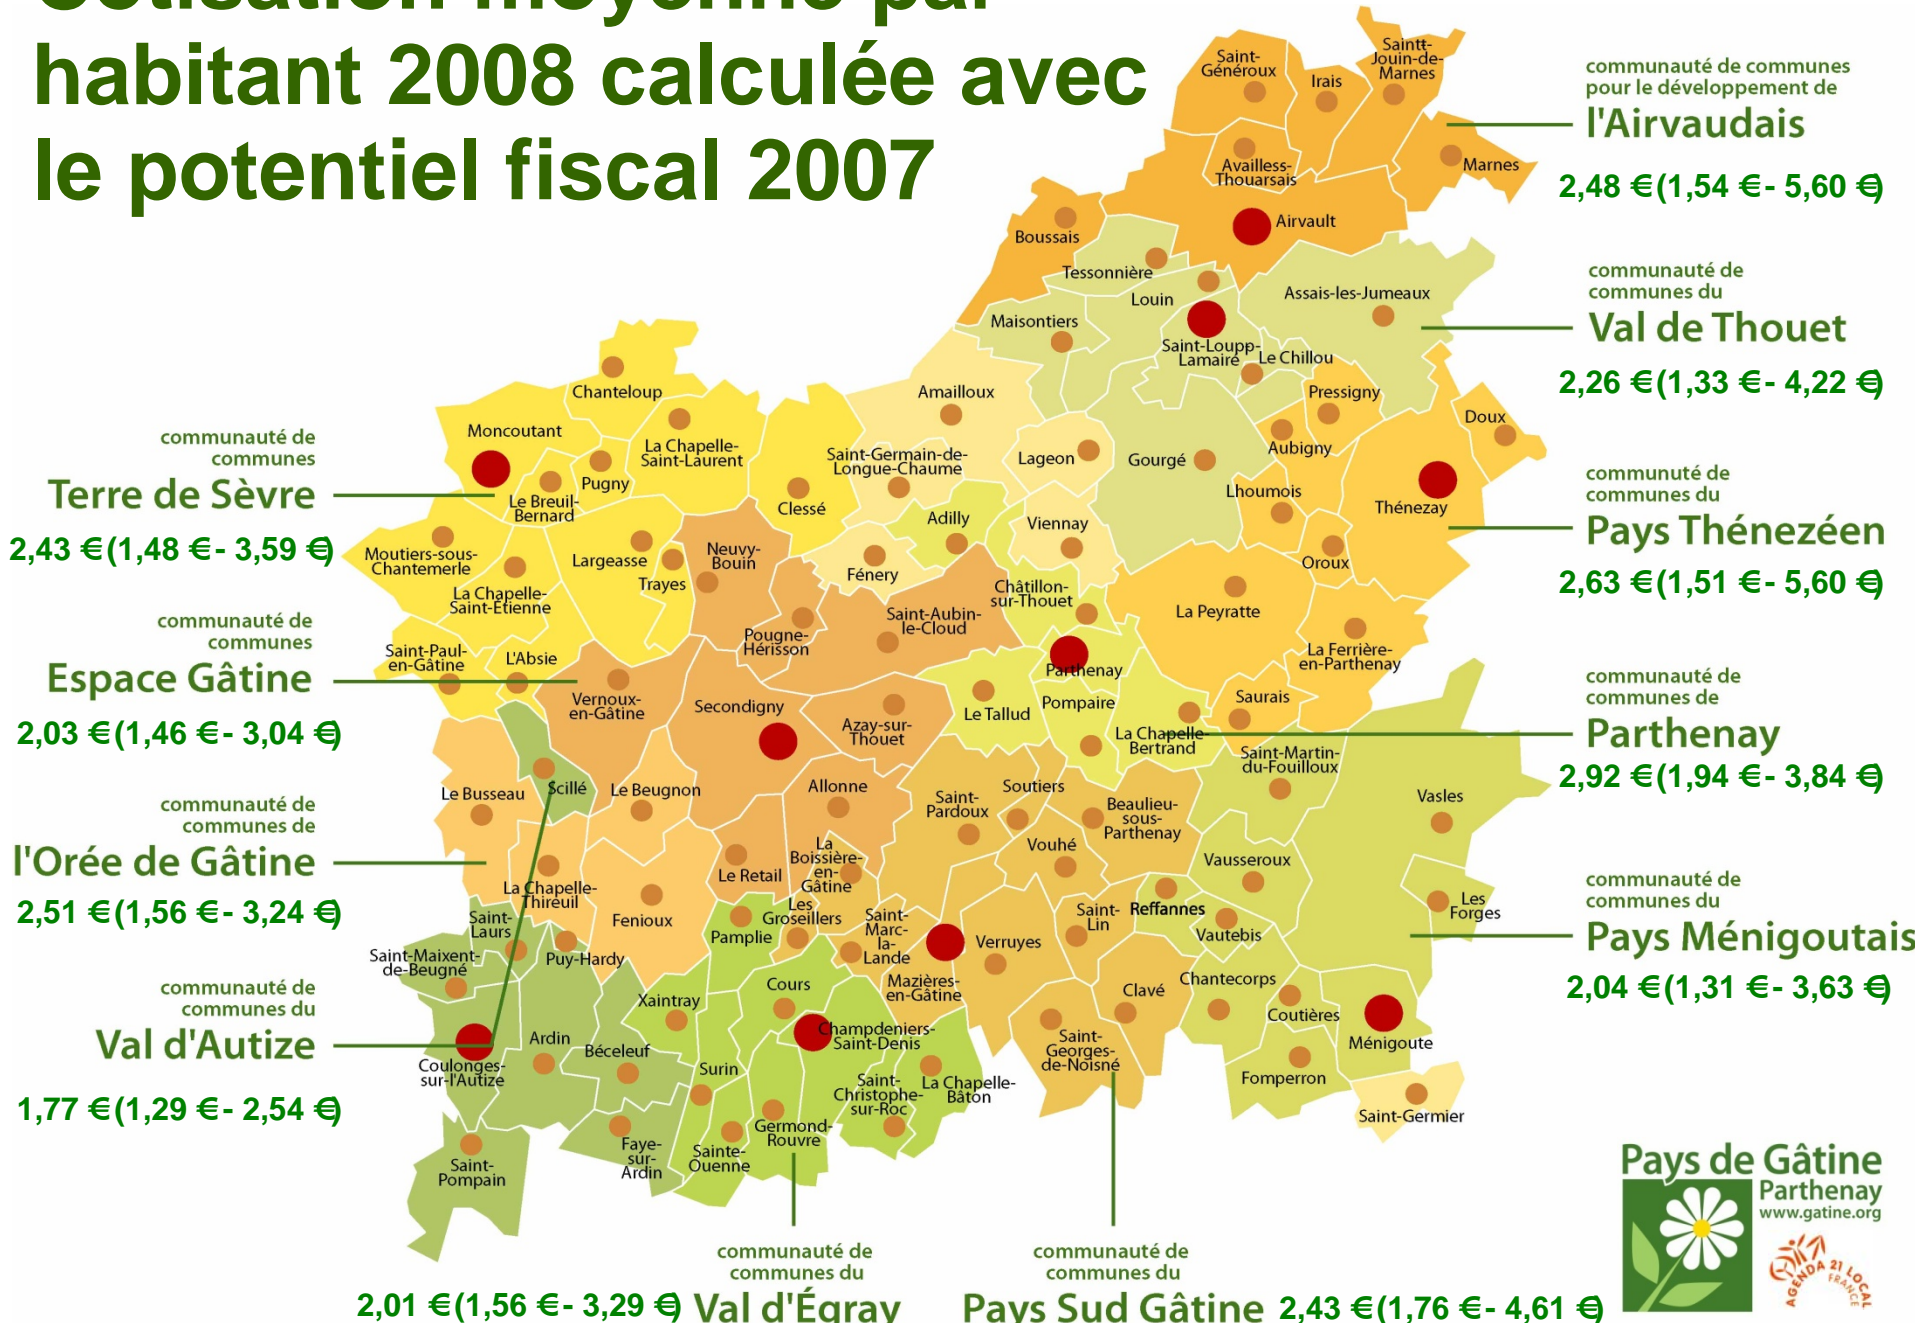 Cotisation moyenne par
habitant 2008 calculée avec
le potentiel fiscal 2007
communauté de communes
pour le développement de
l'Airvaudais
2,48 €(1,54 €- 5,60 €)
communauté de
communes du
Val de Thouet
2,26 €(1,33 €- 4,22 €)
communuté de
communes du
Pays Thénezéen
2,63 €(1,51 €- 5,60 €)
communauté de
communes de
Parthenay
2,92 €(1,94 €- 3,84 €)
communauté de
communes du
Pays Ménigoutais
2,04 €(1,31 €- 3,63 €)
communauté de
communes
Terre de Sèvre
2,43 €(1,48 €- 3,59 €)
communauté de
communes
Espace Gâtine
2,03 €(1,46 €- 3,04 €)
communauté de
communes de
l'Orée de Gâtine
2,51 €(1,56 €- 3,24 €)
communauté de
communes du
Val d'Autize
1,77 €(1,29 €- 2,54 €)
communauté de
communes du
2,01 €(1,56 €- 3,29 €) Val d'Égray
communauté de
communes du
Pays Sud Gâtine 2,43 €(1,76 €- 4,61 €)
Saint-
Généroux
Irais
Saintt-
Jouin-de-
Marnes
Marnes
Availless-
Thouarsais
Airvault
Boussais
Tessonnière
Louin
Assais-les-Jumeaux
Maisontiers
Saint-Loupp-
Lamairé
Le Chillou
Gourgé
Pressigny
Doux
Aubigny
Lhoumois
Thénezay
Oroux
La Peyratte
La Ferrière-
en-Parthenay
Saurais
Chanteloup
Moncoutant
La Chapelle-
Saint-Laurent
Pugny
Le Breuil-
Bernard
Clessé
Moutiers-sous-
Chantemerle
La Chapelle-
Saint-Etienne
Largeasse
Trayes
Saint-Paul-
en-Gâtine
L'Absie
Amailloux
Saint-Germain-de-
Longue-Chaume
Lageon
Adilly
Viennay
Fénery
Châtillon-
sur-Thouet
Parthenay
Le Tallud
Pompaire
La Chapelle-
Bertrand
Neuvy-
Bouin
Pougne-
Hérisson
Saint-Aubin-
le-Cloud
Vernoux-
en-Gâtine
Secondigny
Azay-sur-
Thouet
Allonne
Le Retail
Scillé
Le Busseau
Le Beugnon
La Chapelle-
Thireuil
Fenioux
Saint-
Laurs
Saint-Maixent-
de-Beugné
Puy-Hardy
Coulonges-
sur-l'Autize
Ardin
Béceleuf
Faye-
sur-
Ardin
Saint-
Pompain
Pamplie
Xaintray
Cours
Champdeniers-
Saint-Denis
Surin
Sainte-
Ouenne
Germond-
Rouvre
Saint-
Christophe-
sur-Roc
La Chapelle-
Bâton
La
Boissière-
en-
Gâtine
Les
Groseillers
Saint-
Marc-
la-
Lande
Mazières-
en-Gâtine
Verruyes
Saint-
Pardoux
Soutiers
Beaulieu-
sous-
Parthenay
Vouhé
Saint-
Lin
Clavé
Saint-
Georges-
de-Noisné
Saint-Martin-
du-Fouilloux
Vasles
Vausseroux
Reffannes
Vautebis
Les
Forges
Chantecorps
Coutières
Ménigoute
Fomperron
Saint-Germier
Pays de Gâtine
Parthenay
www.gatine.org
AGENDA 21 LOCAL
FRANCE